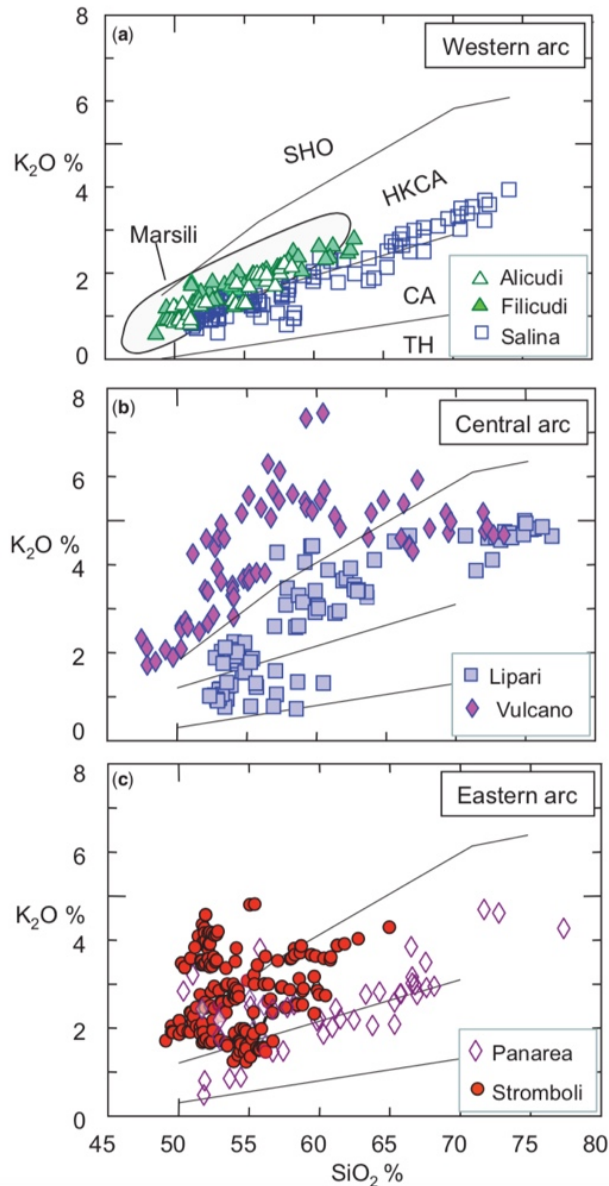 (a)
Western arc
8
6
4
2
0
K₂O %
SHO
HKCA
Marsili
CA
TH
Alicudi
Filicudi
Salina
(b)
Central arc
8
6
4
2
0
K₂O %
Lipari
Vulcano
(c)
Eastern arc
8
6
4
2
0
K₂O %
Panarea
Stromboli
45 50 55 60 65 70 75 80
SiO₂ %